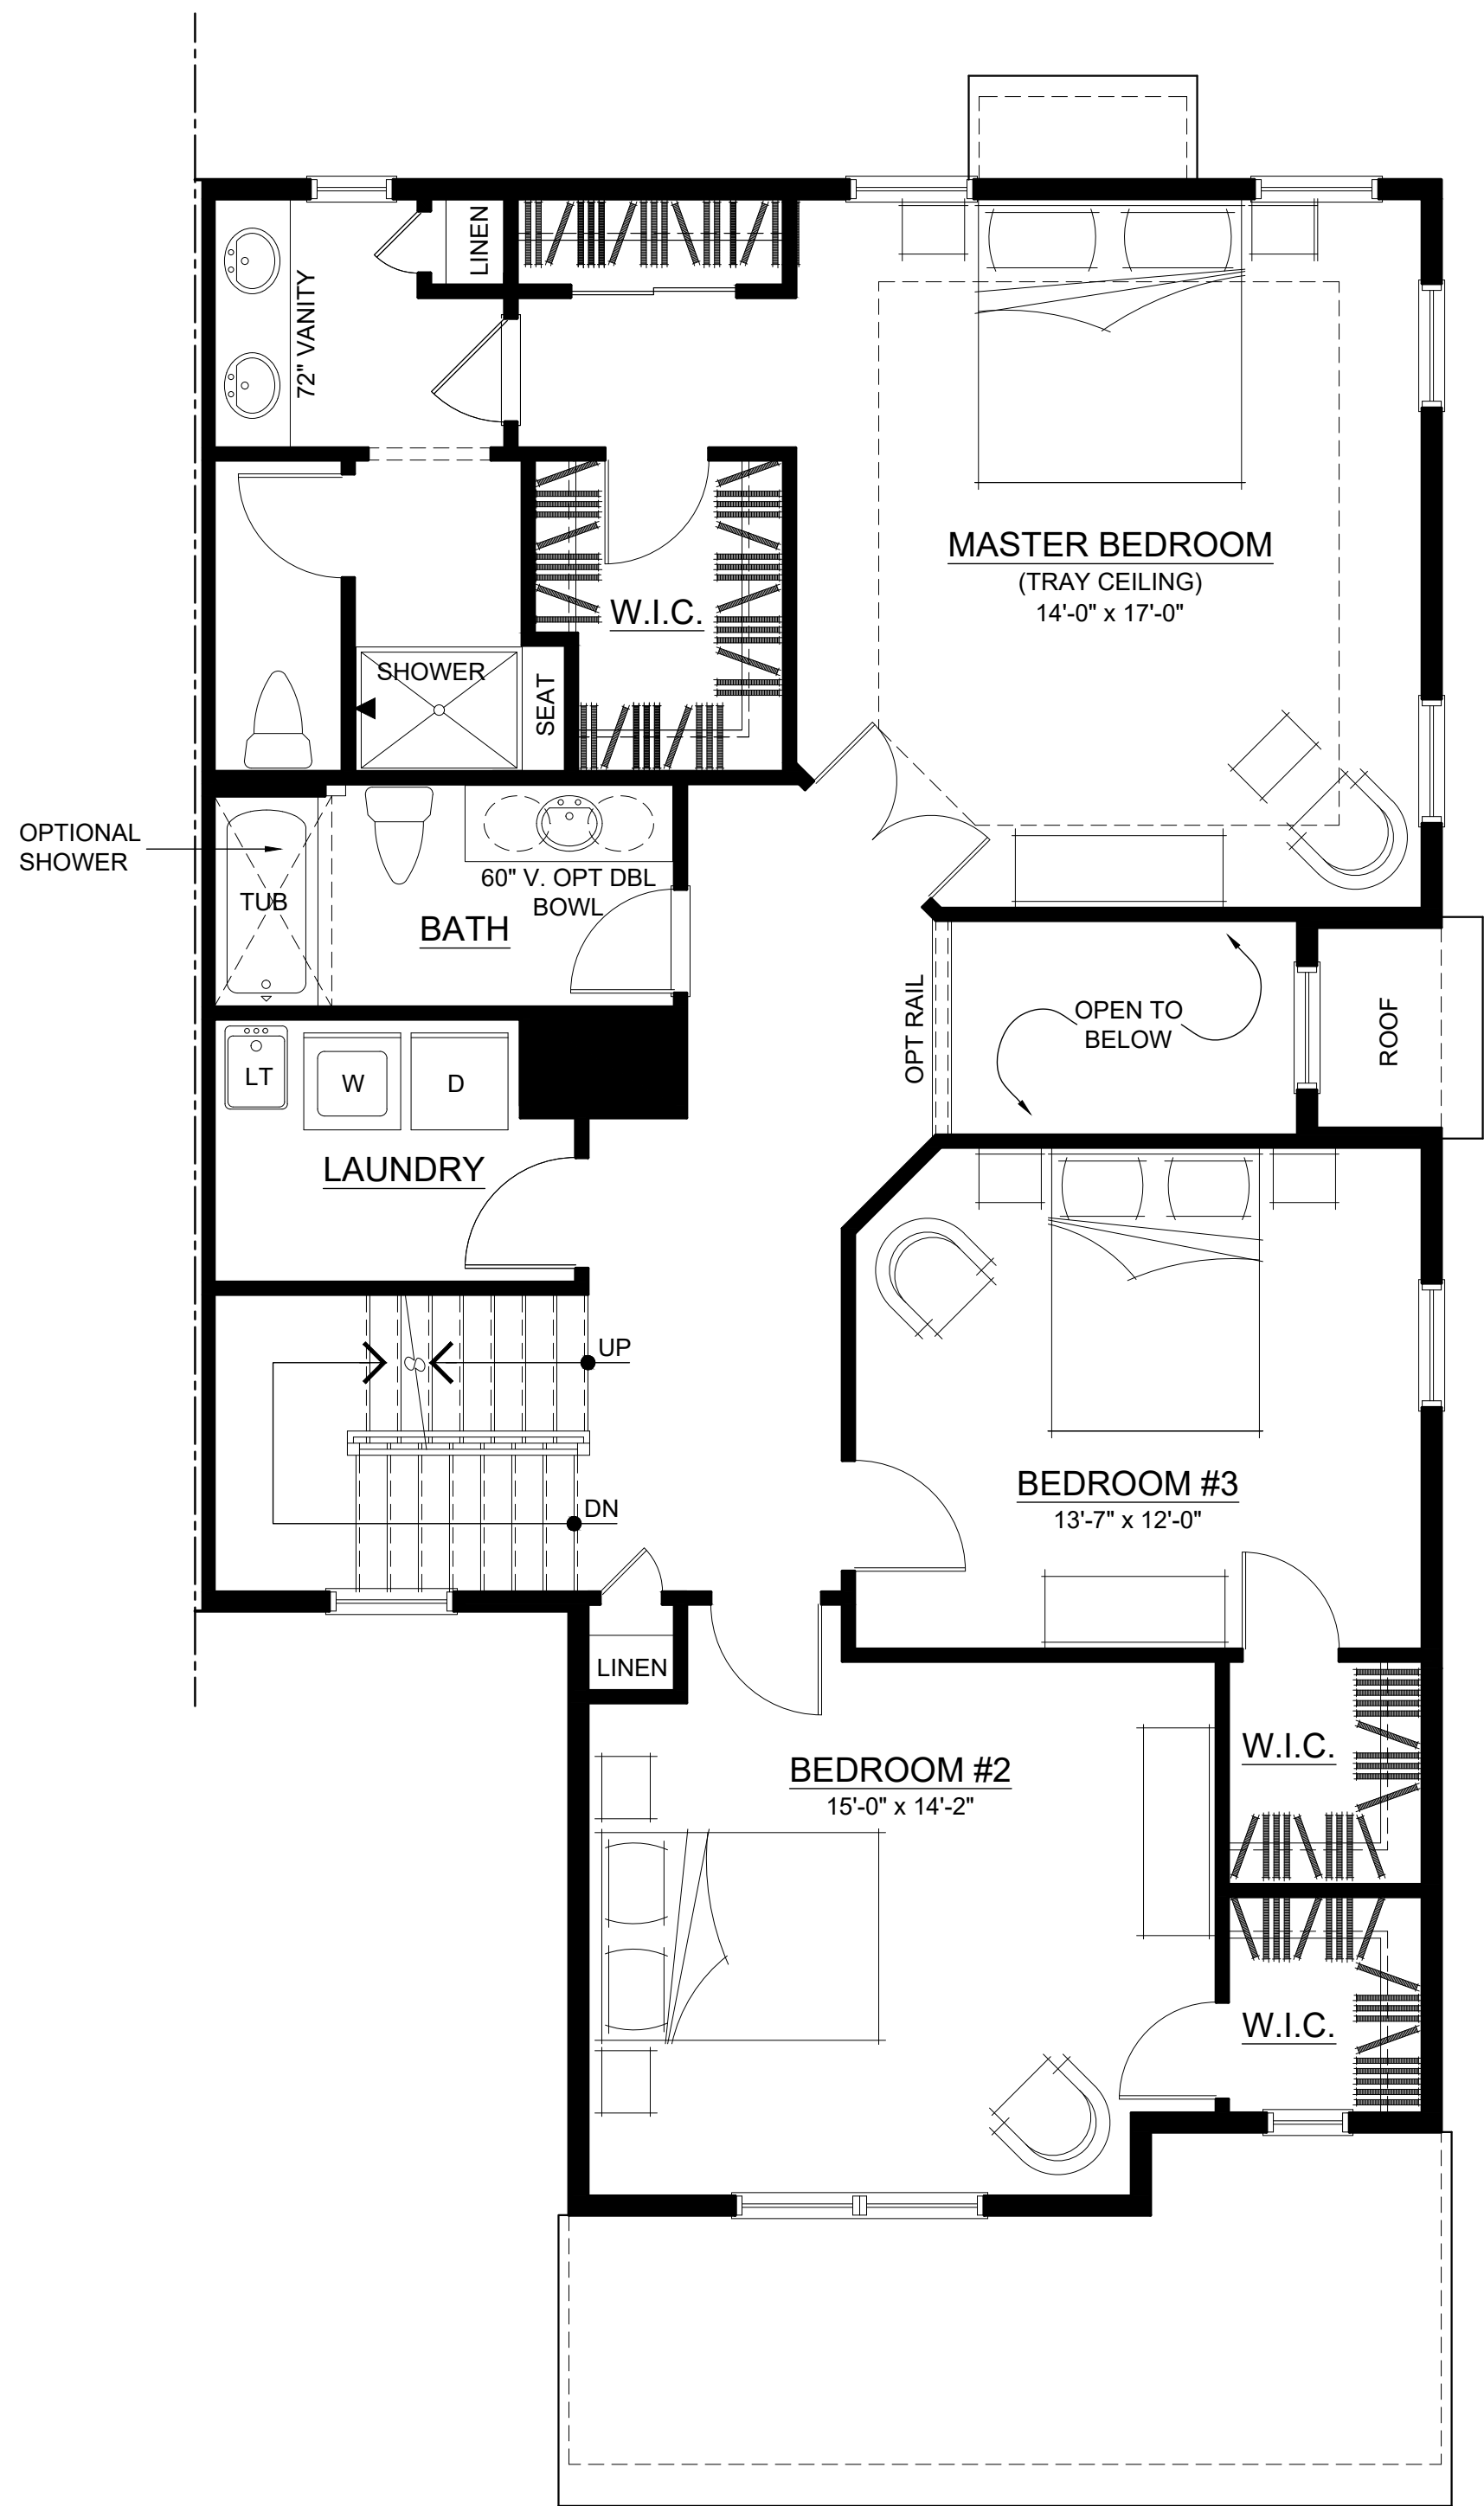 LINEN
72" VANITY
MASTER BEDROOM
(TRAY CEILING)
14'-0" x 17'-0"
W.I.C.
SHOWER
SEAT
OPTIONAL
SHOWER
TUB
60" V. OPT DBL
BOWL
BATH
OPT RAIL
OPEN TO
BELOW
ROOF
LT
W
D
LAUNDRY
UP
DN
BEDROOM #3
13'-7" x 12'-0"
LINEN
W.I.C.
BEDROOM #2
15'-0" x 14'-2"
W.I.C.